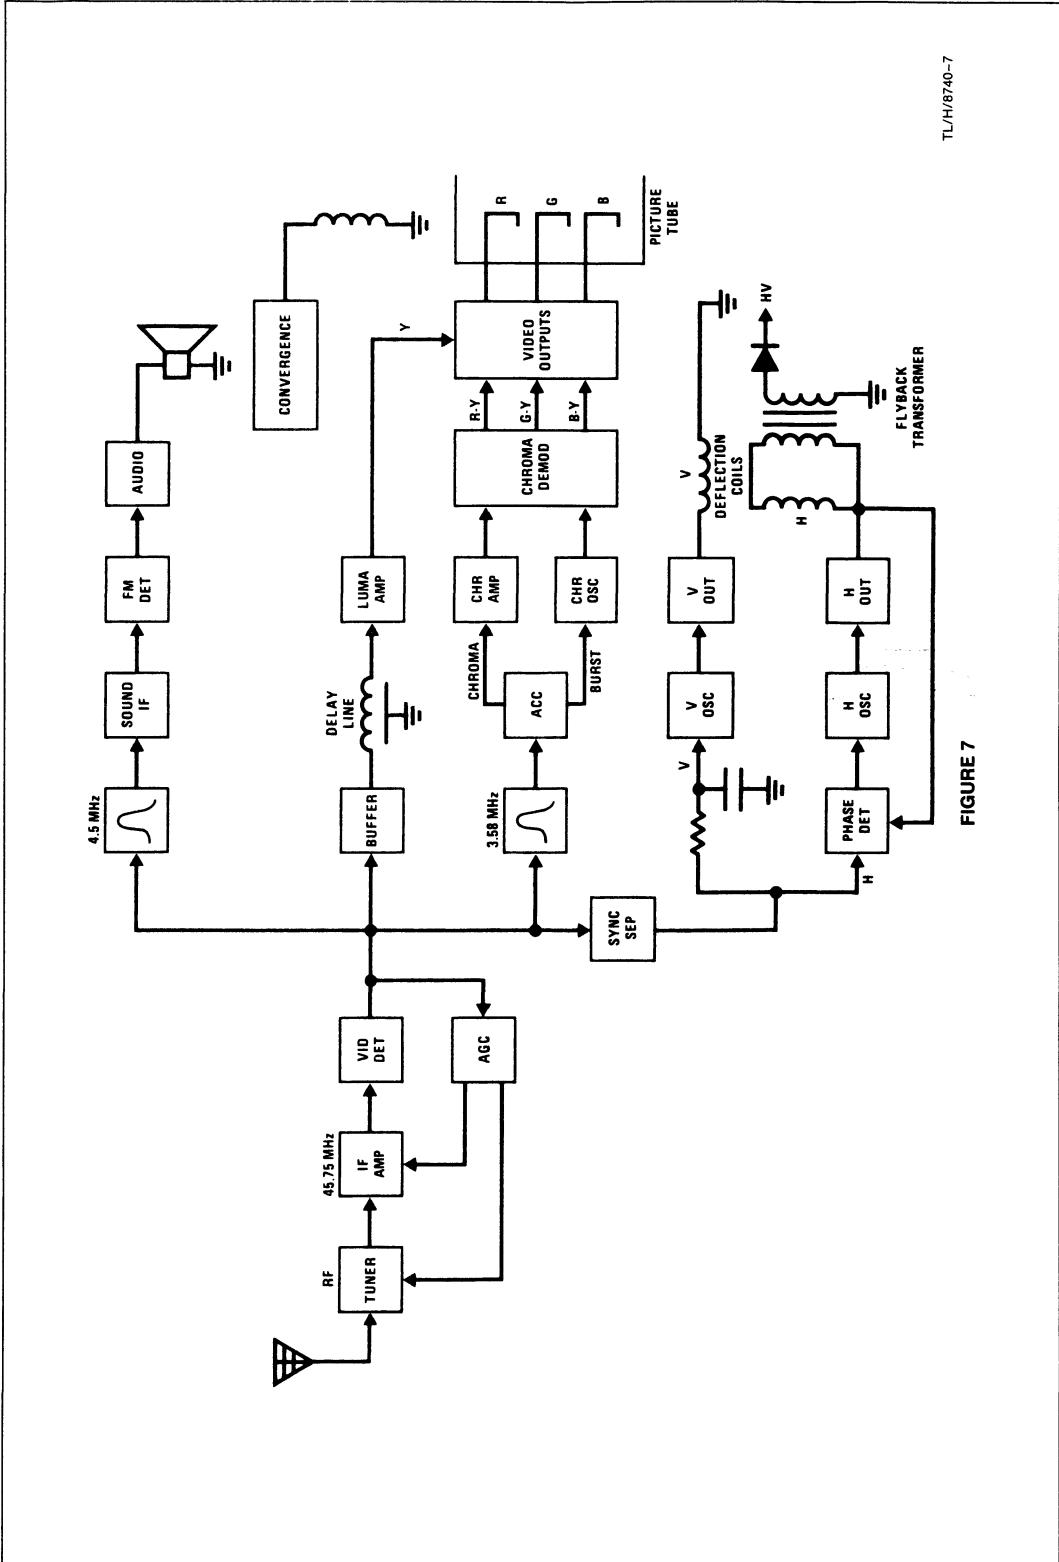 4.5 MHz
SOUND
IF
FM
DET
AUDIO
CONVERGENCE
RF
TUNER
45.75 MHz
IF
AMP
VID
DET
AGC
BUFFER
DELAY
LINE
LUMA
AMP
Y
3.58 MHz
ACC
CHROMA
BURST
CHR
AMP
CHR
OSC
CHROMA
DEMOD
R-Y
G-Y
B-Y
VIDEO
OUTPUTS
R
G
B
PICTURE
TUBE
SYNC
SEP
V
V
OSC
V
OUT
V
DEFLECTION
COILS
H
H
PHASE
DET
H
OSC
H
OUT
HV
FLYBACK
TRANSFORMER
TL/H/8740-7
FIGURE 7